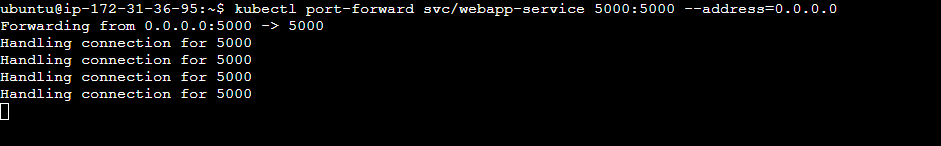 ubuntu@ip-172-31-36-95:~$ kubectl port-forward svc/webapp-service 5000:5000 --address=0.0.0.0
Forwarding from 0.0.0.0:5000 -> 5000
Handling connection for 5000
Handling connection for 5000
Handling connection for 5000
Handling connection for 5000